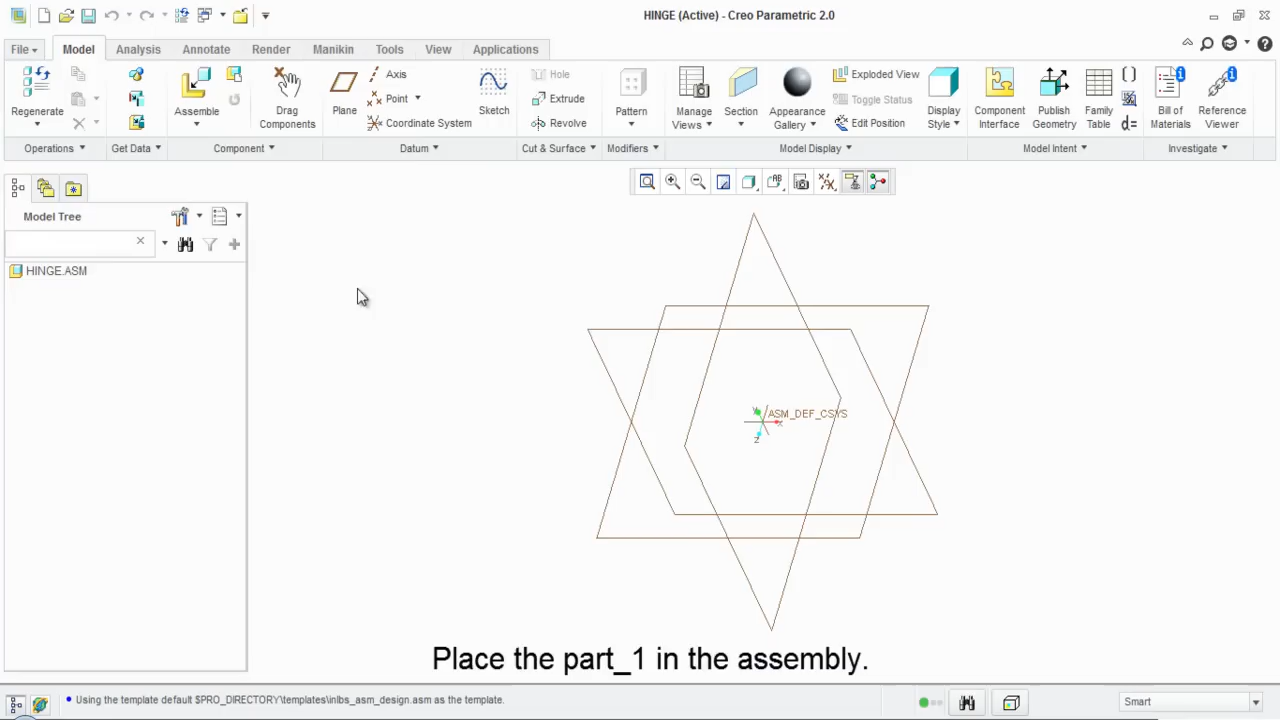 HINGE (Active) - Creo Parametric 2.0
File Model Analysis Annotate Render Manikin Tools View Applications
Regenerate
Assemble
Drag Components
Plane
Axis
Point
Coordinate System
Sketch
Hole
Extrude
Revolve
Pattern
Manage Views
Section
Appearance Gallery
Exploded View
Toggle Status
Edit Position
Display Style
Component Interface
Publish Geometry
Family Table
d=
Bill of Materials
Reference Viewer
Operations Get Data Component Datum Cut & Surface Modifiers Model Display Model Intent Investigate
Model Tree
HINGE.ASM
ASM_DEF_CSYS
Y
X
Z
Place the part_1 in the assembly.
Using the template default $PRO_DIRECTORY\templates\inlbs_asm_design.asm as the template.
Smart